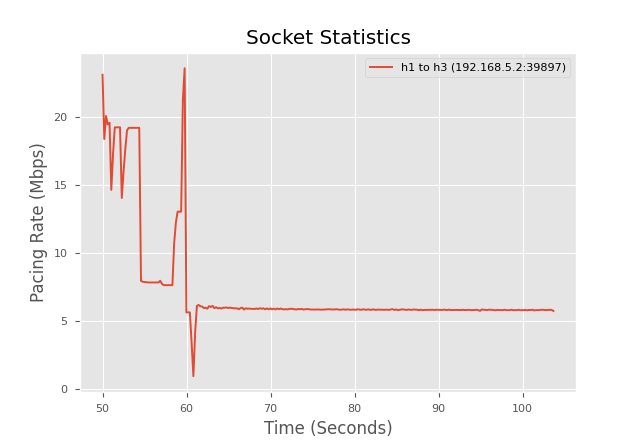 Socket Statistics
h1 to h3 (192.168.5.2:39897)
Pacing Rate (Mbps)
20
15
10
5
0
50
60
70
80
90
100
Time (Seconds)